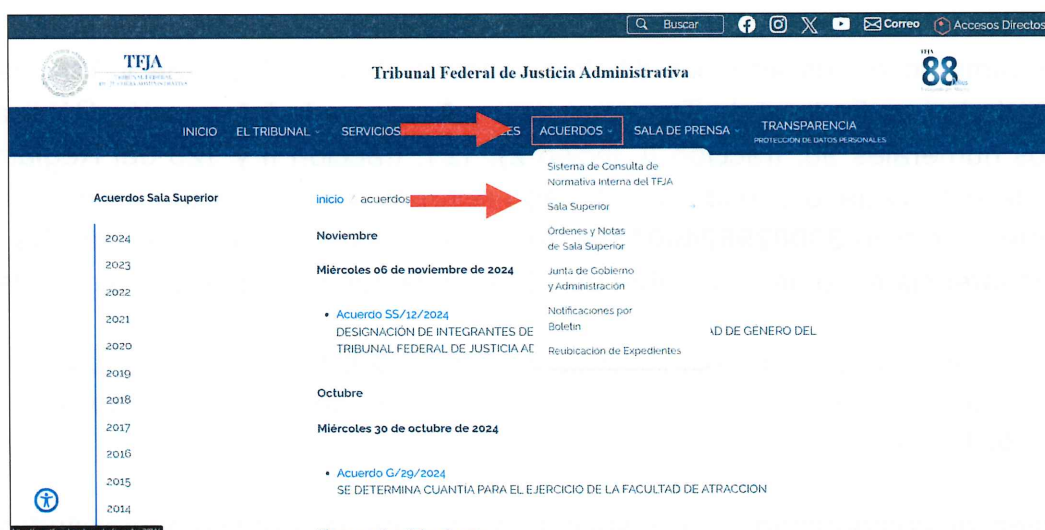 Buscar
Correo
Accesos Directos
TFJA
Tribunal Federal de Justicia Administrativa
TFJA
88
INICIO EL TRIBUNAL SERVICIOS ACUERDOS SALA DE PRENSA TRANSPARENCIA
PROTECCIÓN DE DATOS PERSONALES
Sistema de Consulta de
Normativa Interna del TFJA
Sala Superior
Órdenes y Notas
de Sala Superior
Junta de Gobierno
y Administración
Notificaciones por
Boletín
Reubicación de Expedientes
Acuerdos Sala Superior
2024
2023
2022
2021
2020
2019
2018
2017
2016
2015
2014
inicio / acuerdos
Noviembre
Miércoles 06 de noviembre de 2024
• Acuerdo SS/12/2024
DESIGNACIÓN DE INTEGRANTES DE AD DE GÉNERO DEL
TRIBUNAL FEDERAL DE JUSTICIA AD
Octubre
Miércoles 30 de octubre de 2024
• Acuerdo G/29/2024
SE DETERMINA CUANTIA PARA EL EJERCICIO DE LA FACULTAD DE ATRACCION